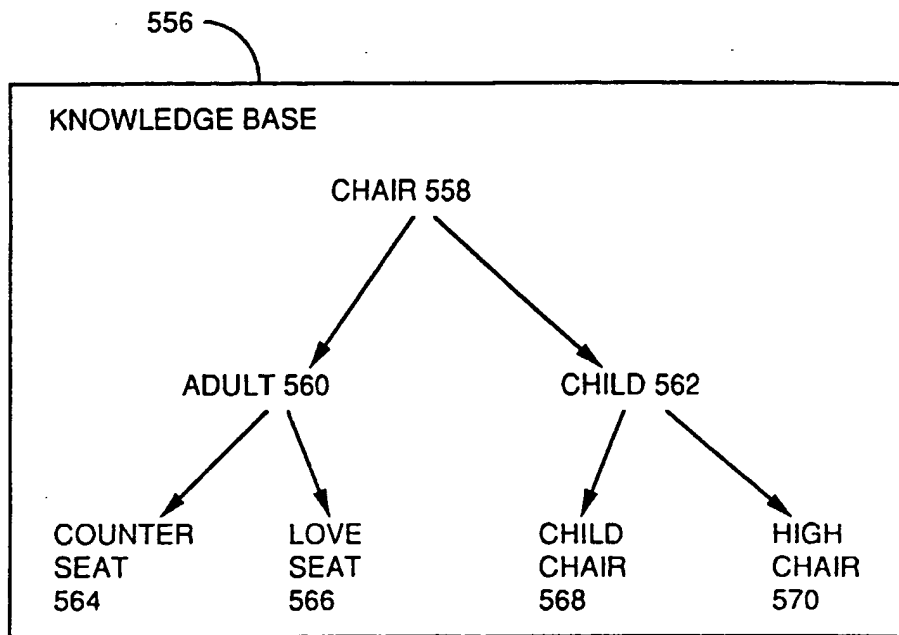 556
KNOWLEDGE BASE
CHAIR 558
ADULT 560
CHILD 562
COUNTER
SEAT
564
LOVE
SEAT
566
CHILD
CHAIR
568
HIGH
CHAIR
570